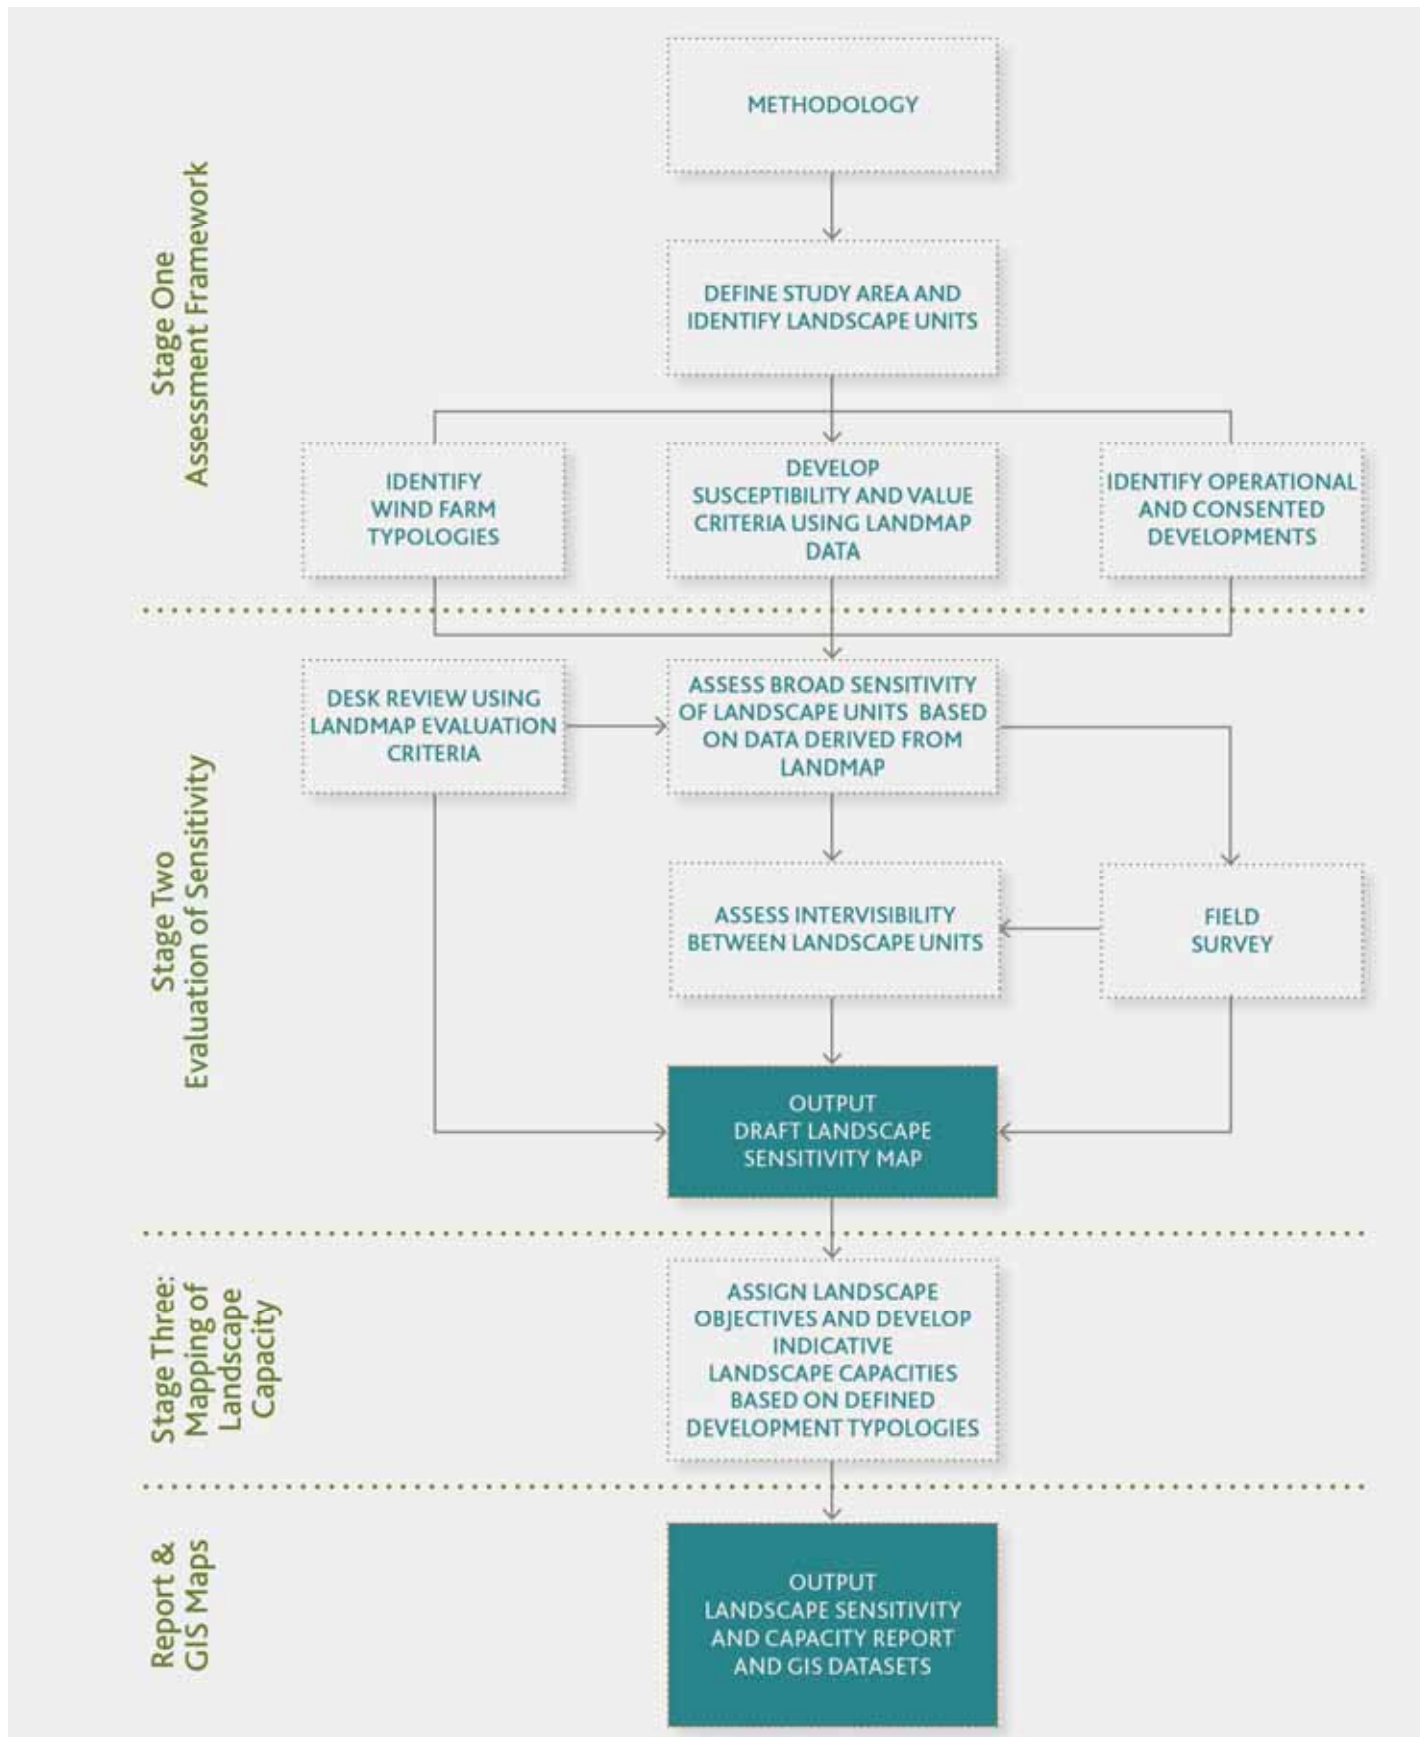 Stage One
Assessment Framework
METHODOLOGY
DEFINE STUDY AREA AND
IDENTIFY LANDSCAPE UNITS
IDENTIFY
WIND FARM
TYPOLOGIES
DEVELOP
SUSCEPTIBILITY AND VALUE
CRITERIA USING LANDMAP
DATA
IDENTIFY OPERATIONAL
AND CONSENTED
DEVELOPMENTS
Stage Two
Evaluation of Sensitivity
DESK REVIEW USING
LANDMAP EVALUATION
CRITERIA
ASSESS BROAD SENSITIVITY
OF LANDSCAPE UNITS BASED
ON DATA DERIVED FROM
LANDMAP
ASSESS INTERVISIBILITY
BETWEEN LANDSCAPE UNITS
FIELD
SURVEY
OUTPUT
DRAFT LANDSCAPE
SENSITIVITY MAP
Stage Three:
Mapping of
Landscape
Capacity
ASSIGN LANDSCAPE
OBJECTIVES AND DEVELOP
INDICATIVE
LANDSCAPE CAPACITIES
BASED ON DEFINED
DEVELOPMENT TYPOLOGIES
Report &
GIS Maps
OUTPUT
LANDSCAPE SENSITIVITY
AND CAPACITY REPORT
AND GIS DATASETS